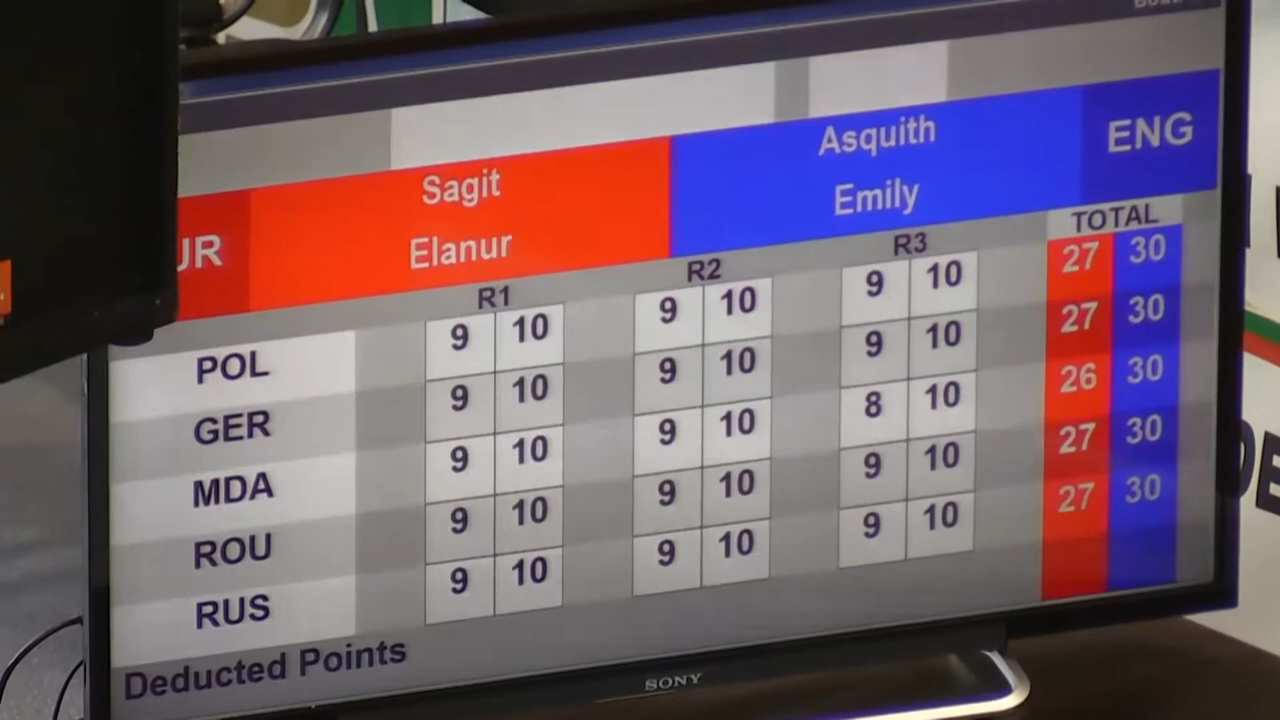 Asquith ENG
Sagit Emily
UR Elanur TOTAL
R1 R2 R3
POL 9 10 9 10 9 10 27 30
GER 9 10 9 10 9 10 27 30
MDA 9 10 9 10 8 10 26 30
ROU 9 10 9 10 9 10 27 30
RUS 9 10 9 10 9 10 27 30
Deducted Points
SONY